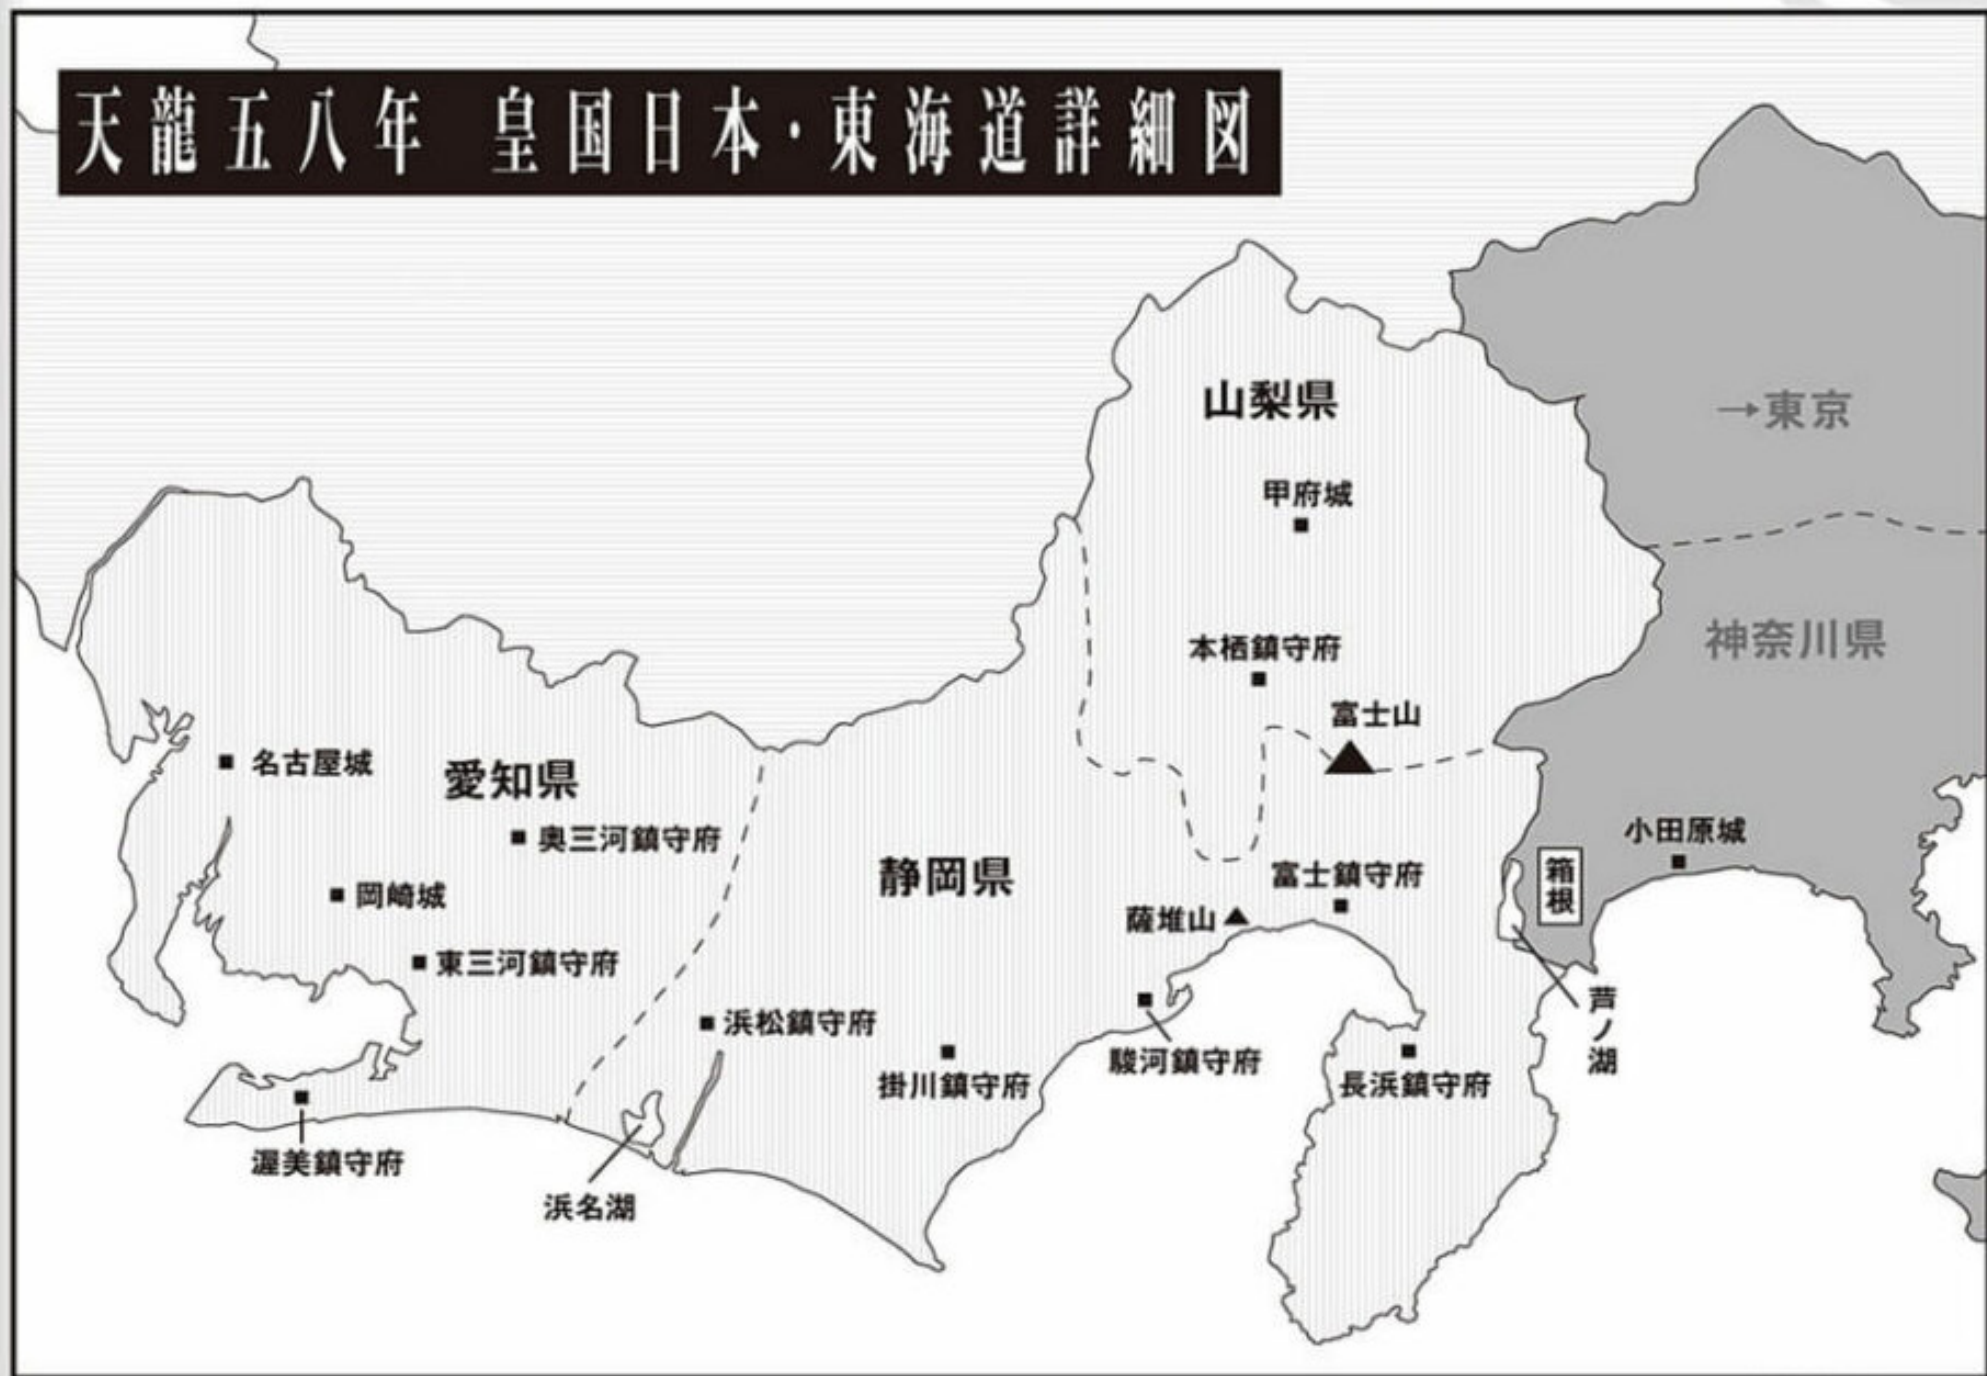 天龍五八年 皇国日本・東海道詳細図
山梨県
→東京
甲府城
神奈川県
本栖鎮守府
富士山
名古屋城
愛知県
奥三河鎮守府
小田原城
静岡県
富士鎮守府
箱根
岡崎城
薩堆山
東三河鎮守府
芦ノ湖
浜松鎮守府
駿河鎮守府
掛川鎮守府
長浜鎮守府
渥美鎮守府
浜名湖